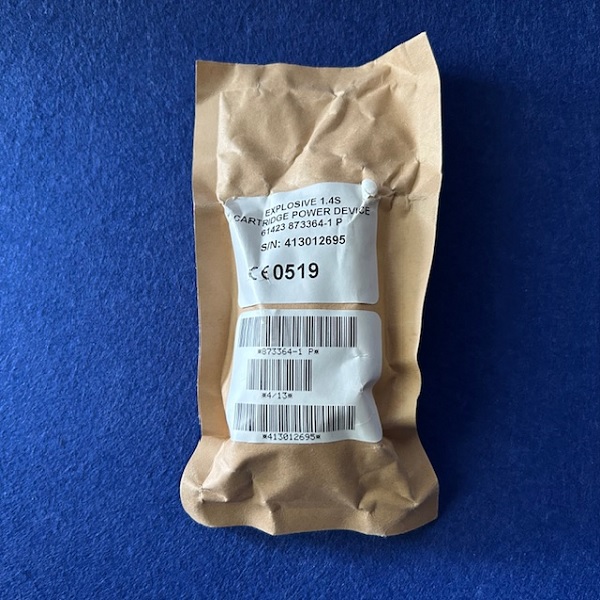 EXPLOSIVE 1.4S
CARTRIDGE POWER DEVICE
61423 873364-1 P
S/N: 413012695
CE 0519
*873364-1 P*
*4/13*
*413012695*